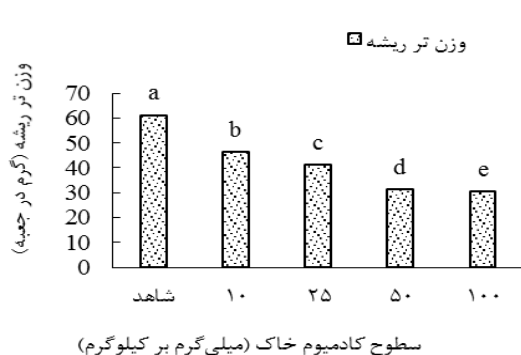 وزن تر ریشه
وزن تر ریشه (گرم در جعبه)
70
60
50
40
30
20
10
0
a
b
c
d
e
شاهد ۱۰ ۲۵ ۵۰ ۱۰۰
سطوح کادمیوم خاک (میلی‌گرم بر کیلوگرم)